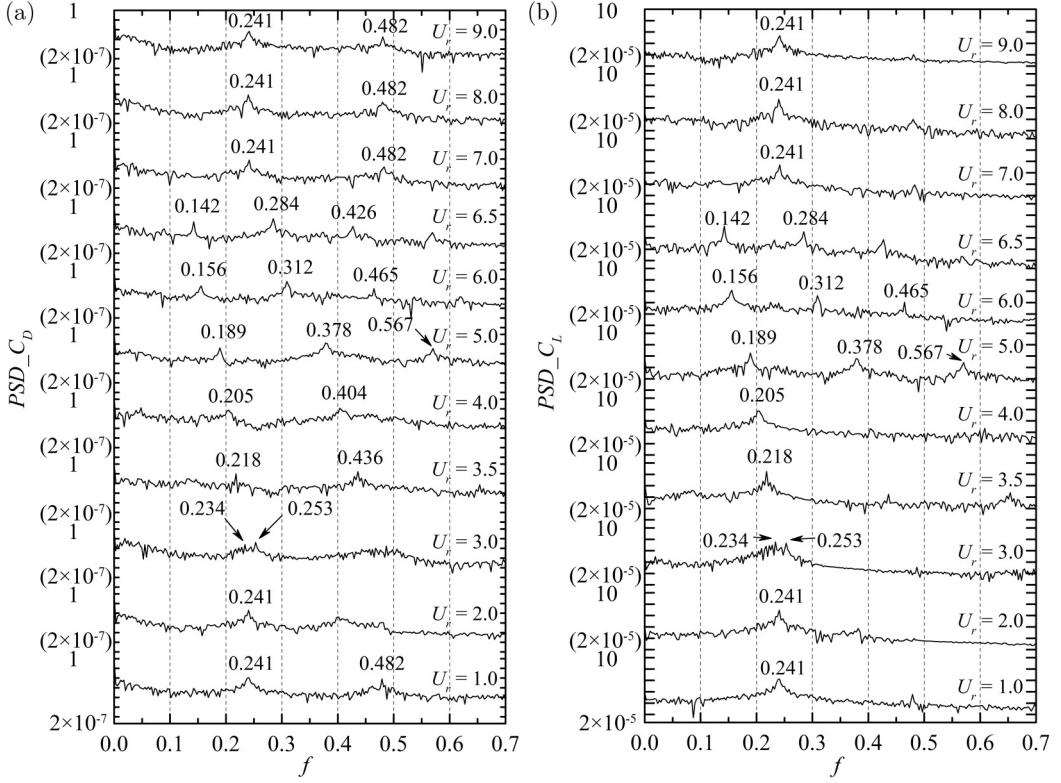 (a)
1
0.241
0.482
U_r = 9.0
(2×10⁻⁷)
1
0.241
0.482
U_r = 8.0
(2×10⁻⁷)
1
0.241
0.482
U_r = 7.0
(2×10⁻⁷)
1
0.142
0.284
0.426
U_r = 6.5
(2×10⁻⁷)
1
0.156
0.312
0.465
U_r = 6.0
(2×10⁻⁷)
1
0.189
0.378
0.567
U_r = 5.0
(2×10⁻⁷)
1
0.205
0.404
U_r = 4.0
(2×10⁻⁷)
1
0.218
0.436
U_r = 3.5
(2×10⁻⁷)
1
0.234
0.253
U_r = 3.0
(2×10⁻⁷)
1
0.241
U_r = 2.0
(2×10⁻⁷)
1
0.241
0.482
U_r = 1.0
2×10⁻⁷
PSD_C_D
0.0 0.1 0.2 0.3 0.4 0.5 0.6 0.7
f
(b)
10
0.241
U_r = 9.0
(2×10⁻⁵)
10
0.241
U_r = 8.0
(2×10⁻⁵)
10
0.241
U_r = 7.0
(2×10⁻⁵)
10
0.142
0.284
U_r = 6.5
(2×10⁻⁵)
10
0.156
0.312
0.465
U_r = 6.0
(2×10⁻⁵)
10
0.189
0.378
0.567
U_r = 5.0
(2×10⁻⁵)
10
0.205
U_r = 4.0
(2×10⁻⁵)
10
0.218
U_r = 3.5
(2×10⁻⁵)
10
0.234
0.253
U_r = 3.0
(2×10⁻⁵)
10
0.241
U_r = 2.0
(2×10⁻⁵)
10
0.241
U_r = 1.0
2×10⁻⁵
PSD_C_L
0.0 0.1 0.2 0.3 0.4 0.5 0.6 0.7
f